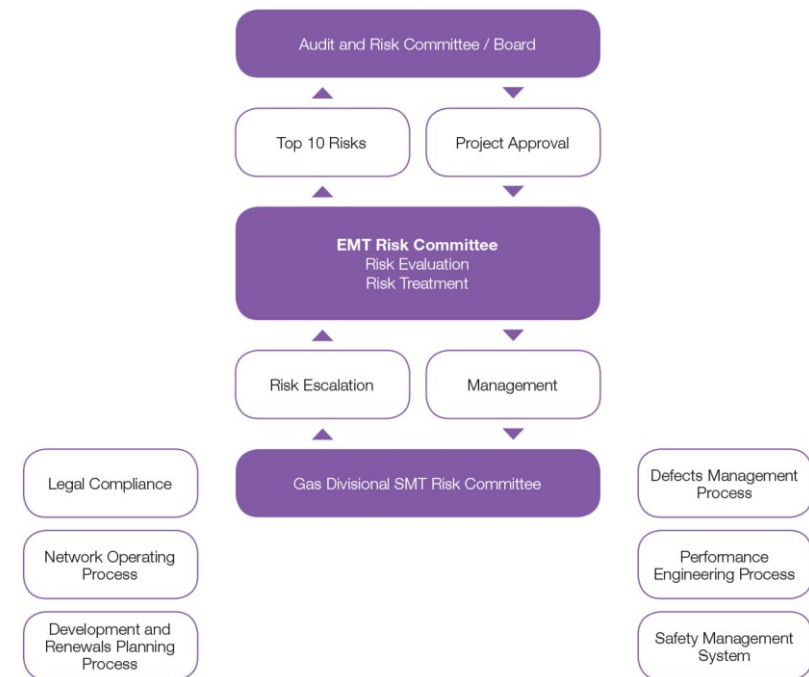 Audit and Risk Committee / Board
Top 10 Risks
Project Approval
EMT Risk Committee
Risk Evaluation
Risk Treatment
Risk Escalation
Management
Legal Compliance
Gas Divisional SMT Risk Committee
Defects Management
Process
Network Operating
Process
Performance
Engineering Process
Development and
Renewals Planning
Process
Safety Management
System